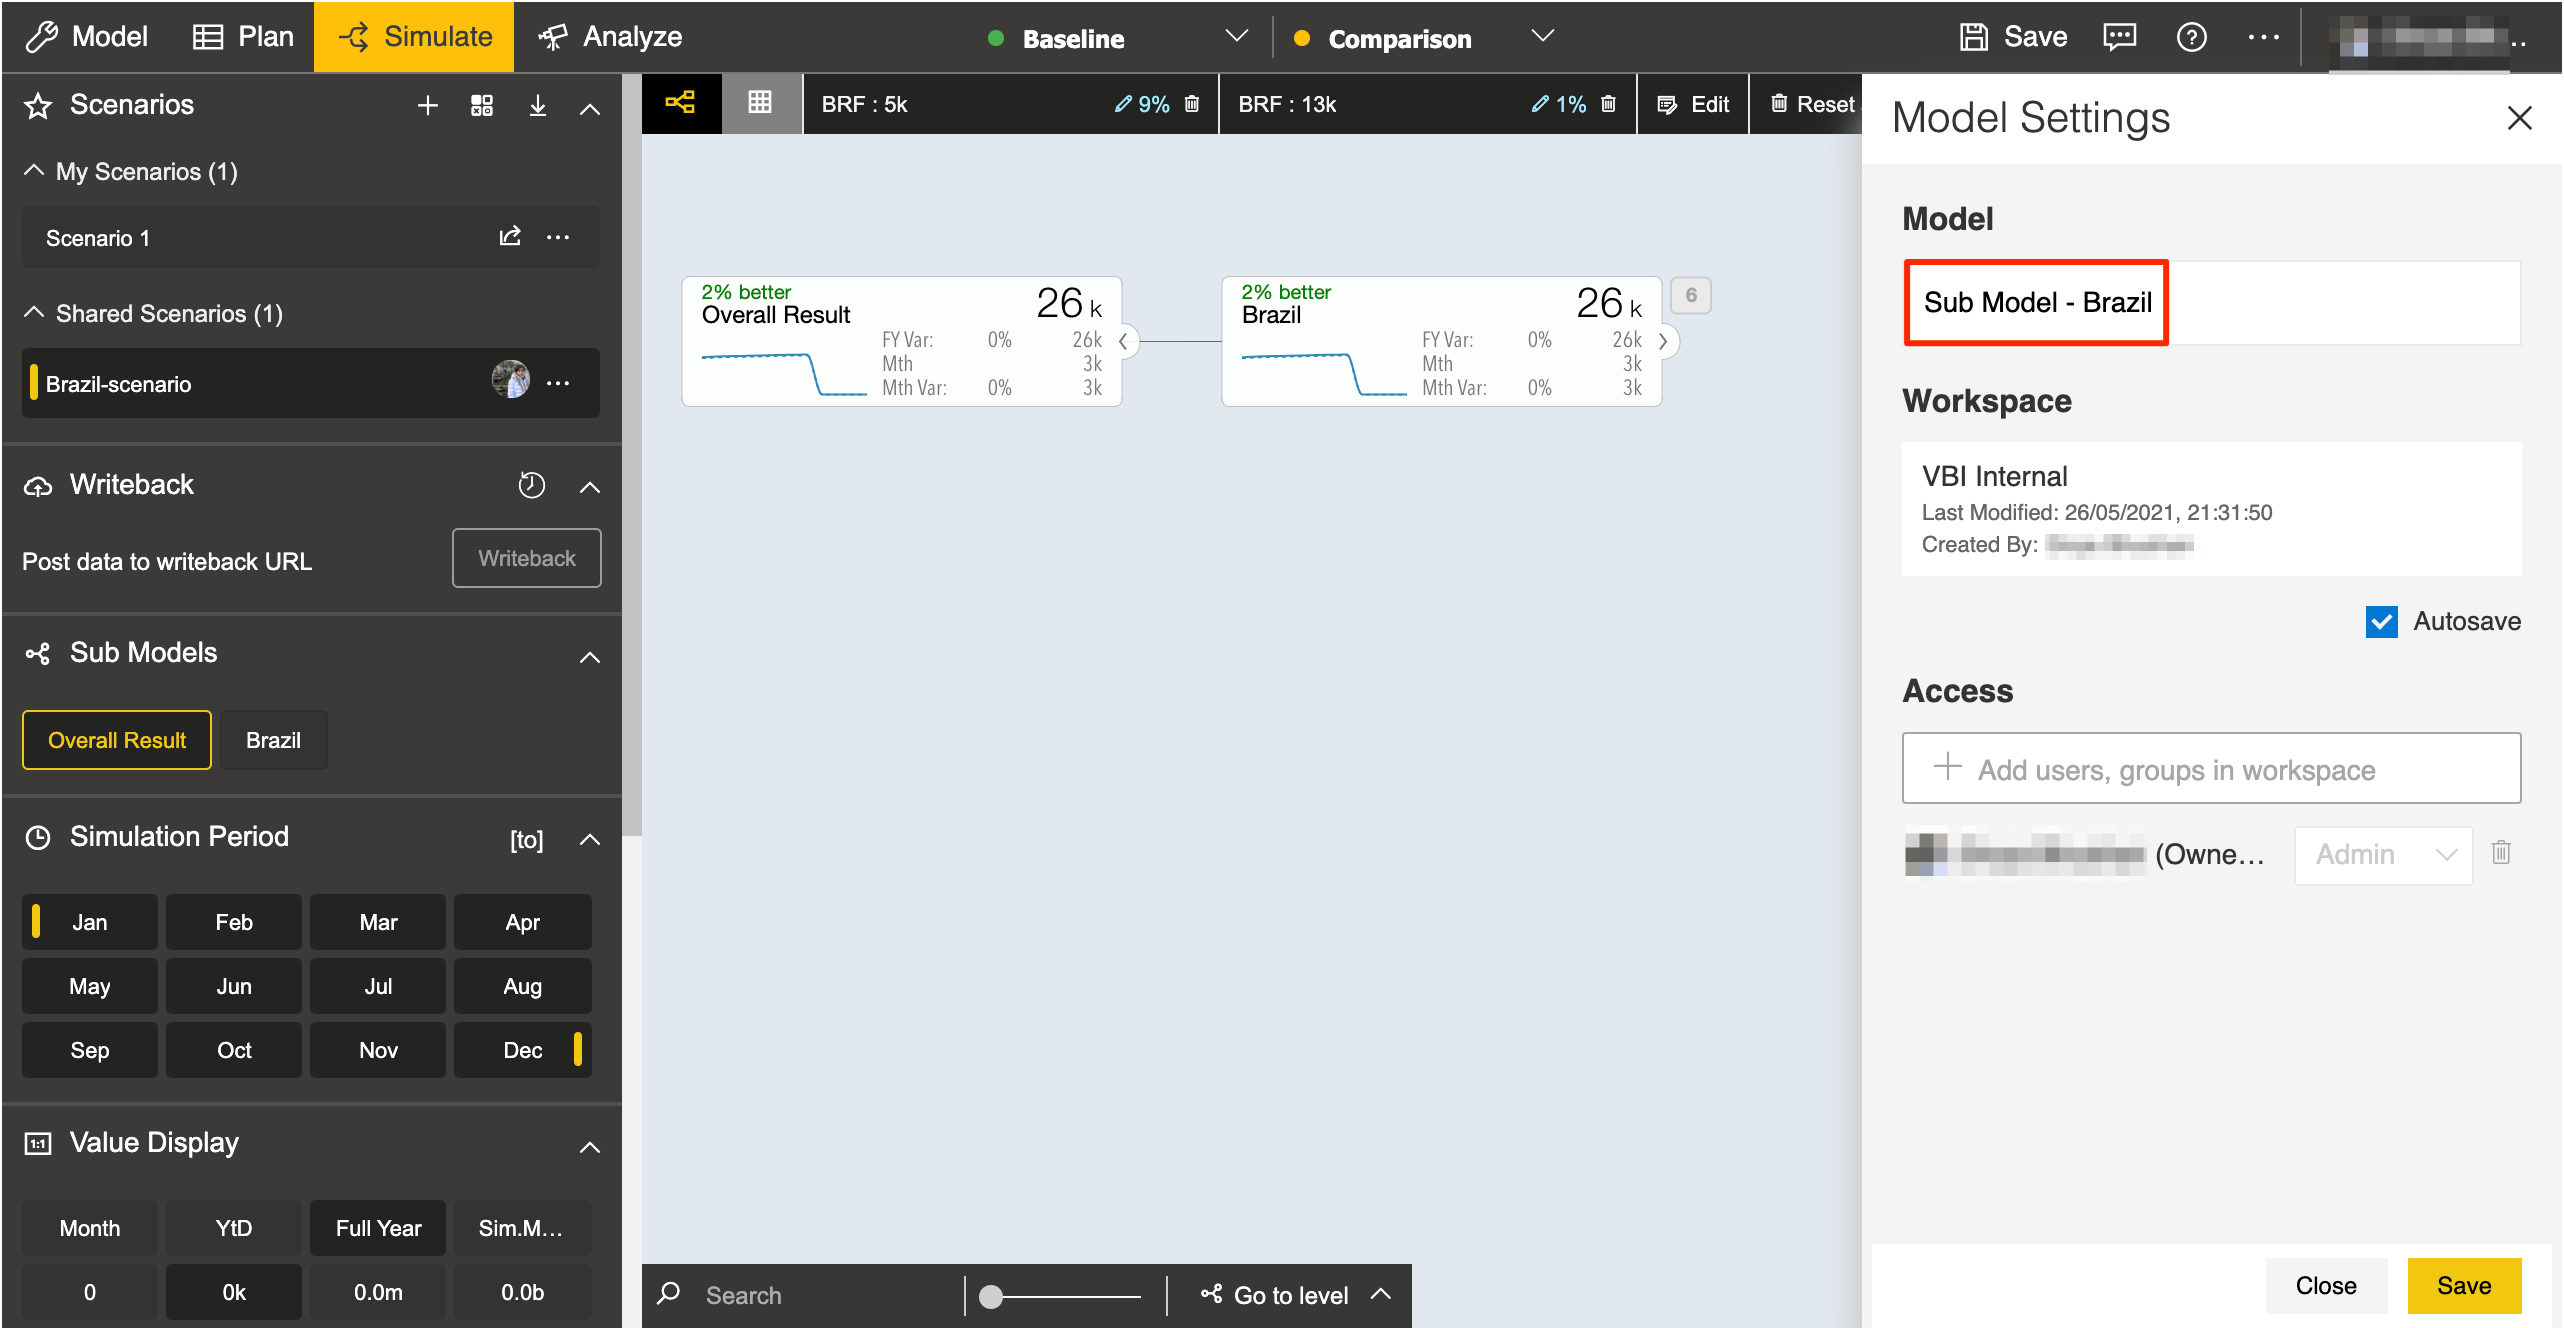 Model Plan Simulate Analyze Baseline Comparison Save
Scenarios
My Scenarios (1)
Scenario 1
Shared Scenarios (1)
Brazil-scenario
Writeback
Post data to writeback URL Writeback
Sub Models
Overall Result Brazil
Simulation Period [to]
Jan Feb Mar Apr
May Jun Jul Aug
Sep Oct Nov Dec
Value Display
1:1
Month YtD Full Year Sim.M...
0 0k 0.0m 0.0b
BRF : 5k 9% BRF : 13k 1% Edit Reset
2% better
Overall Result 26 k
FY Var: 0% 26k
Mth 3k
Mth Var: 0% 3k
2% better
Brazil 26 k
FY Var: 0% 26k
Mth 3k
Mth Var: 0% 3k
6
Search Go to level
Model Settings
Model
Sub Model - Brazil
Workspace
VBI Internal
Last Modified: 26/05/2021, 21:31:50
Created By:
Autosave
Access
Add users, groups in workspace
(Owne... Admin
Close Save